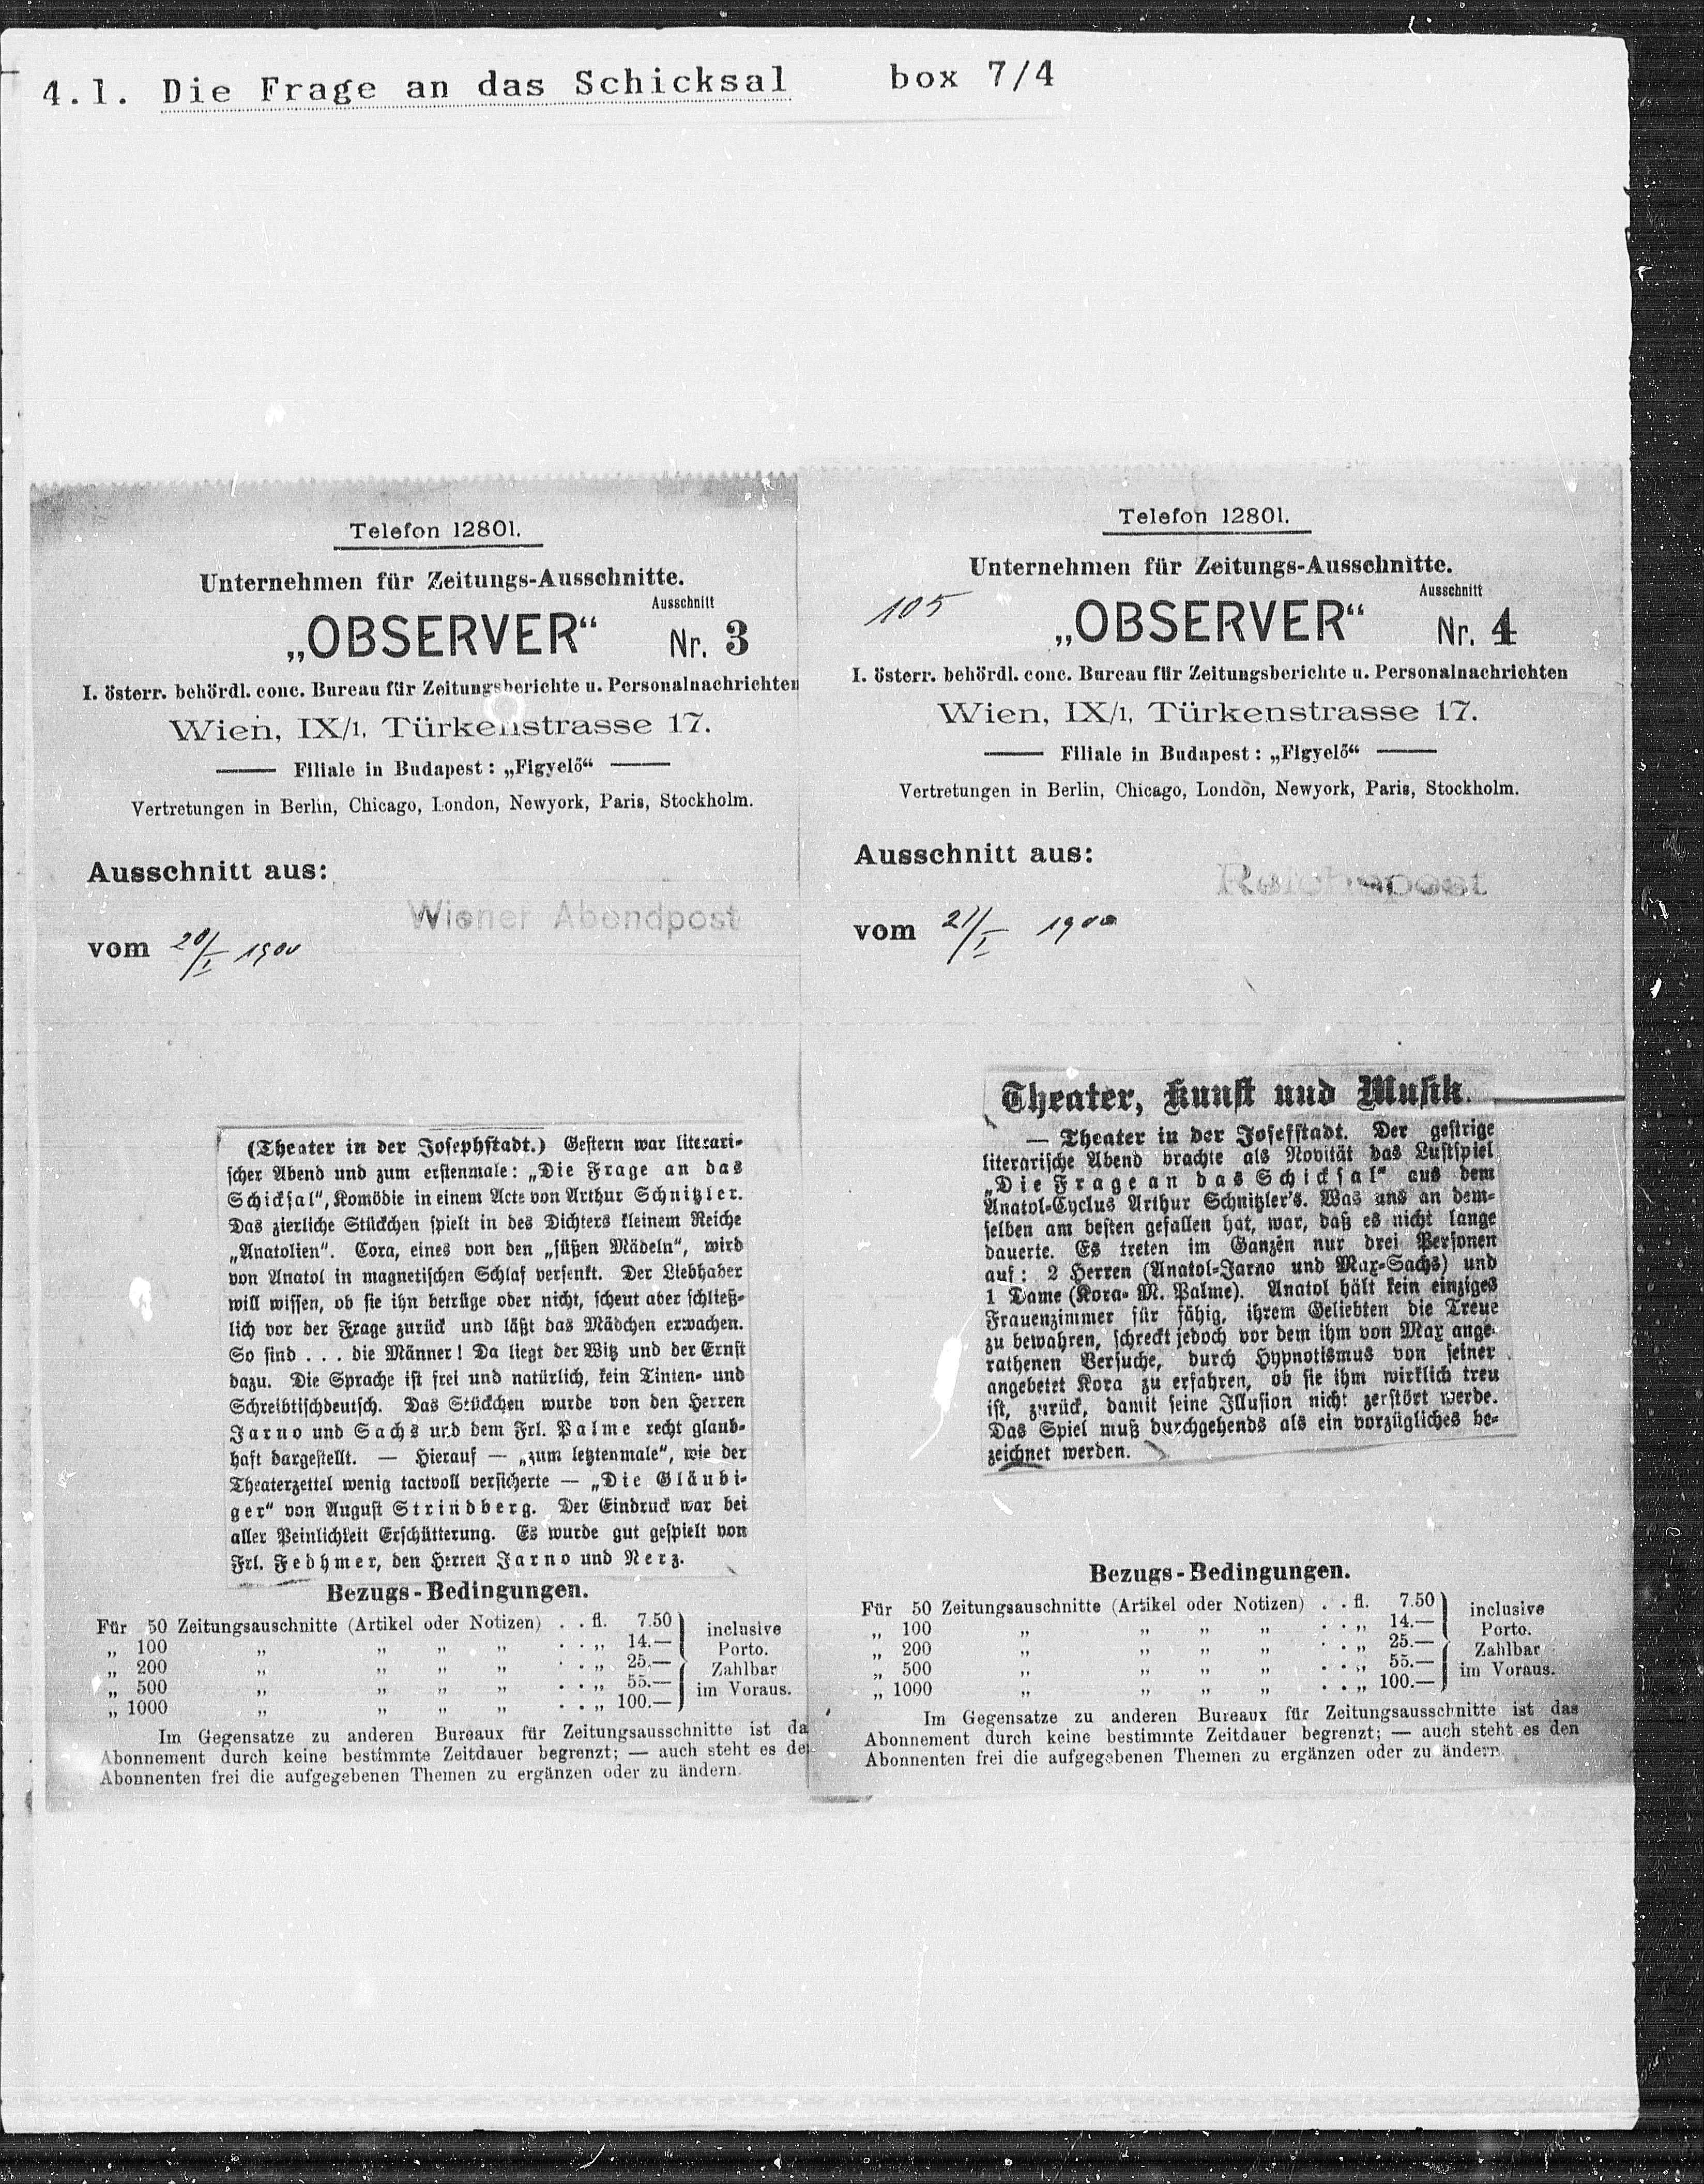 4.1. Die Frage an das Schicksal box 7/4
Telefon 12801.
Unternehmen für Zeitungs-Ausschnitte.
Ausschnitt
„OBSERVER“ Nr. 3
I. österr. behördl. conc. Bureau für Zeitungsberichte u. Personalnachrichten
Wien, IX/1, Türkenstrasse 17.
Filiale in Budapest: „Figyelő“
Vertretungen in Berlin, Chicago, London, Newyork, Paris, Stockholm.
Ausschnitt aus:
Wiener Abendpost
vom 20/I 1900
(Theater in der Josephstadt.) Gestern war literari-
scher Abend und zum erstenmale: „Die Frage an das
Schicksal“, Komödie in einem Acte von Arthur Schnitzler.
Das zierliche Stückchen spielt in des Dichters kleinem Reiche
„Anatolien“. Cora, eines von den „süßen Mädeln“, wird
von Anatol in magnetischen Schlaf versenkt. Der Liebhaber
will wissen, ob sie ihn betrüge oder nicht, scheut aber schließ-
lich vor der Frage zurück und läßt das Mädchen erwachen.
So sind . . . die Männer! Da liegt der Witz und der Ernst
dazu. Die Sprache ist frei und natürlich, kein Tinten- und
Schreibtischdeutsch. Das Stückchen wurde von den Herren
Jarno und Sachs und dem Frl. Palme recht glaub-
haft dargestellt. — Hierauf — „zum letztenmale“, wie der
Theaterzettel wenig tactvoll versicherte — „Die Gläubi-
ger“ von August Strindberg. Der Eindruck war bei
aller Peinlichkeit Erschütterung. Es wurde gut gespielt von
Frl. Fedhmer, den Herren Jarno und Nerz.
Bezugs-Bedingungen.
Für 50 Zeitungsauschnitte (Artikel oder Notizen) . . fl. 7.50 inclusive
„ 100 „ „ „ „ . . „ 14.— Porto.
„ 200 „ „ „ „ . . „ 25.— Zahlbar
„ 500 „ „ „ „ . . „ 55.— im Voraus.
„ 1000 „ „ „ „ . . „ 100.—
Im Gegensatze zu anderen Bureaux für Zeitungsausschnitte ist da
Abonnement durch keine bestimmte Zeitdauer begrenzt; — auch steht es de
Abonnenten frei die aufgegebenen Themen zu ergänzen oder zu ändern.
Telefon 12801.
Unternehmen für Zeitungs-Ausschnitte.
Ausschnitt
105 „OBSERVER“ Nr. 4
I. österr. behördl. conc. Bureau für Zeitungsberichte u. Personalnachrichten
Wien, IX/1, Türkenstrasse 17.
Filiale in Budapest: „Figyelő“
Vertretungen in Berlin, Chicago, London, Newyork, Paris, Stockholm.
Ausschnitt aus:
Reichspost
vom 21/I 1900
Theater, Kunst und Musik.
— Theater in der Josefstadt. Der gestrige
literarische Abend brachte als Novität das Lustspiel
„Die Frage an das Schicksal“ aus dem
Anatol-Cyclus Arthur Schnitzler's. Was uns an dem-
selben am besten gefallen hat, war, daß es nicht lange
dauerte. Es treten im Ganzen nur drei Personen
auf: 2 Herren (Anatol-Jarno und Max-Sachs) und
1 Dame (Kora- M. Palme). Anatol hält kein einziges
Frauenzimmer für fähig, ihrem Geliebten die Treue
zu bewahren, schreckt jedoch vor dem ihm von Max ange-
rathenen Versuche, durch Hypnotismus von seiner
angebetet Kora zu erfahren, ob sie ihm wirklich treu
ist, zurück, damit seine Illusion nicht zerstört werde.
Das Spiel muß durchgehends als ein vorzügliches be-
zeichnet werden.
Bezugs-Bedingungen.
Für 50 Zeitungsauschnitte (Artikel oder Notizen) . . fl. 7.50 inclusive
„ 100 „ „ „ „ . . „ 14.— Porto.
„ 200 „ „ „ „ . . „ 25.— Zahlbar
„ 500 „ „ „ „ . . „ 55.— im Voraus.
„ 1000 „ „ „ „ . . „ 100.—
Im Gegensatze zu anderen Bureaux für Zeitungsausschnitte ist das
Abonnement durch keine bestimmte Zeitdauer begrenzt; — auch steht es den
Abonnenten frei die aufgegebenen Themen zu ergänzen oder zu ändern.